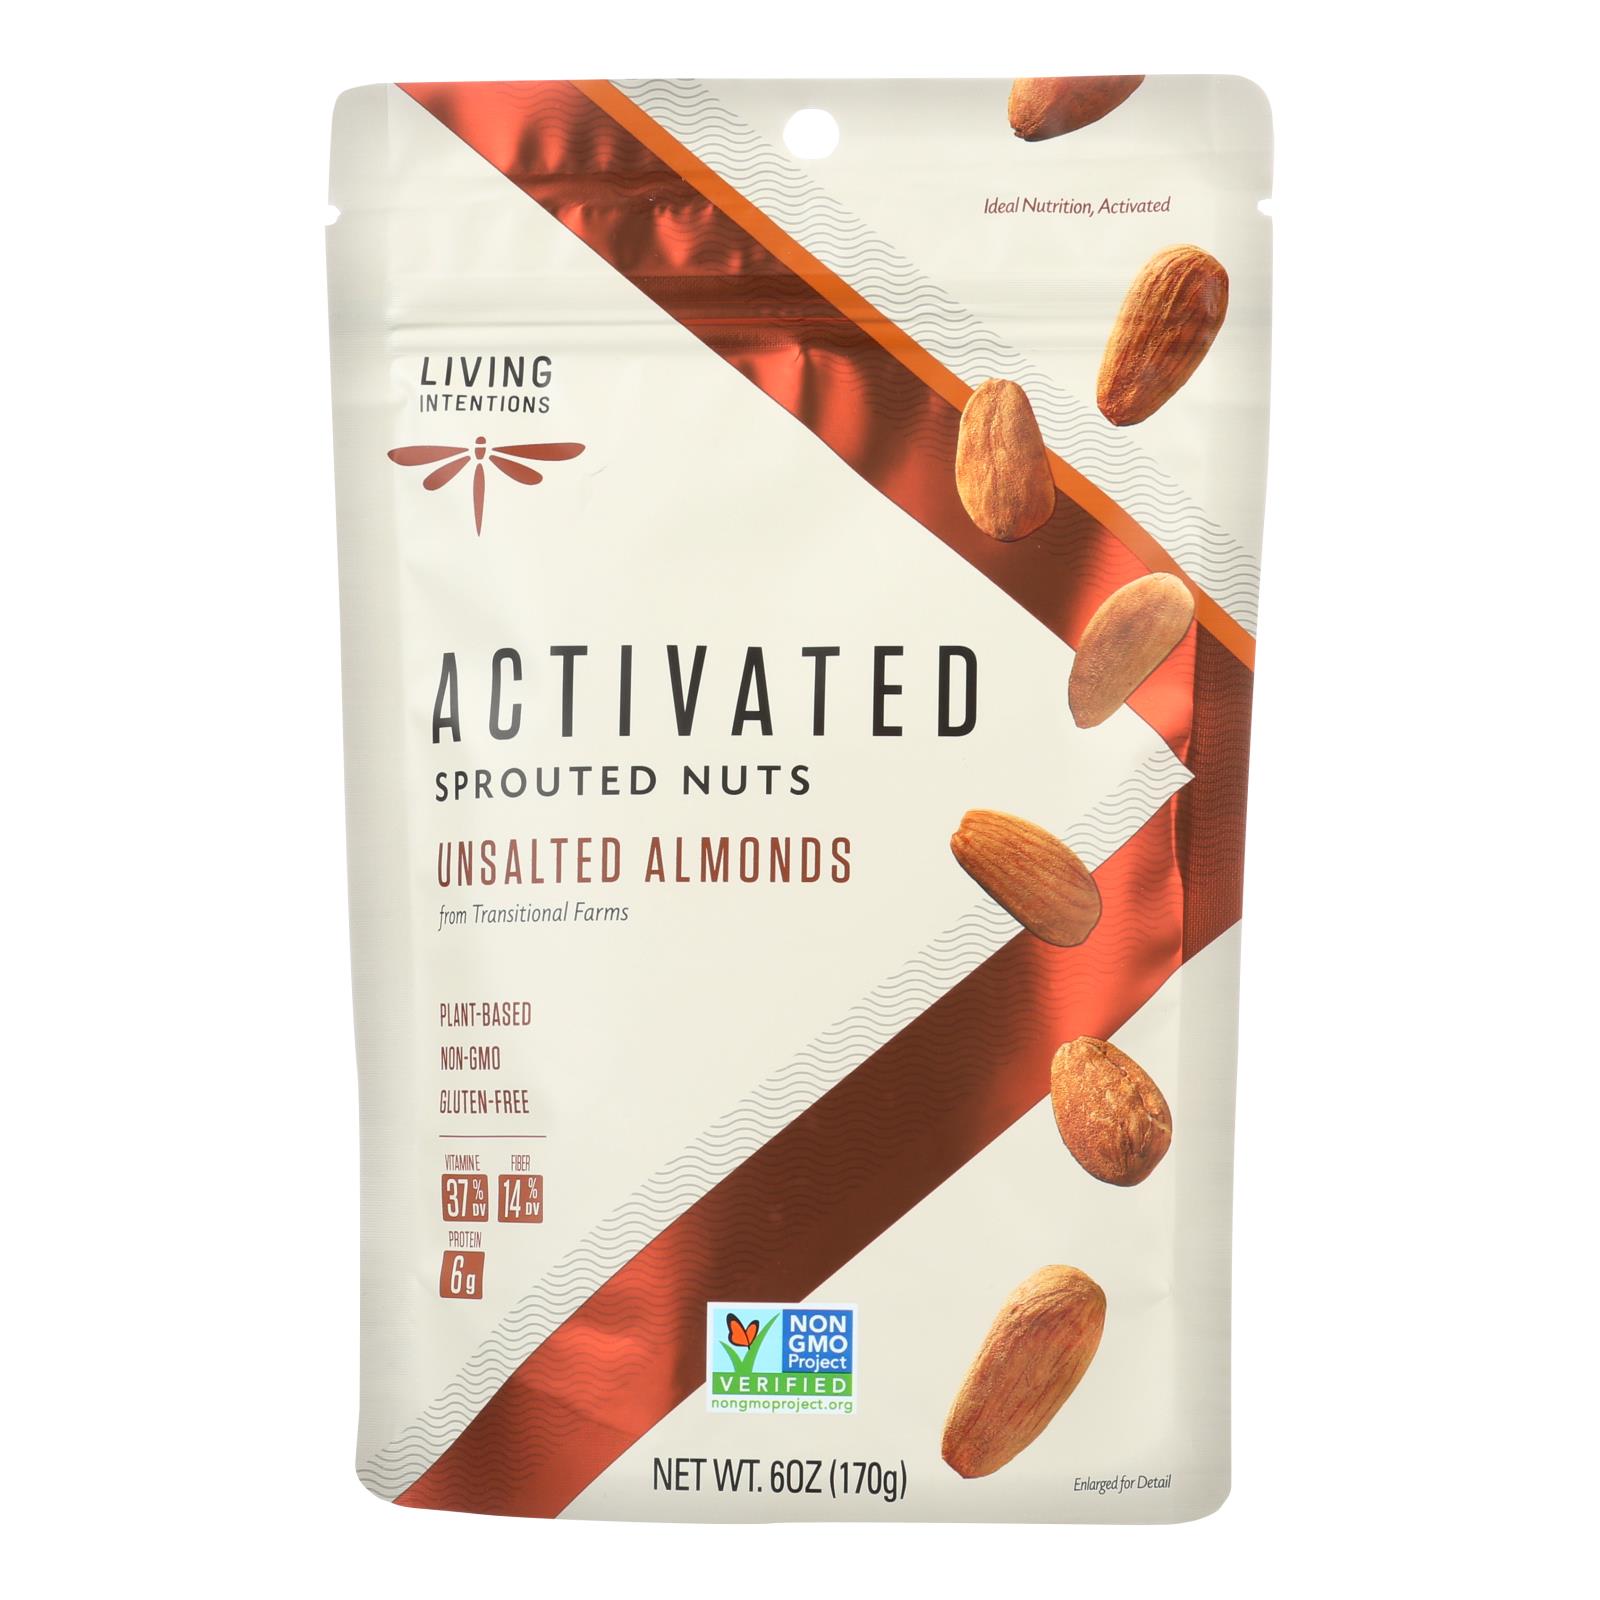 Ideal Nutrition, Activated
LIVING
INTENTIONS
ACTIVATED
SPROUTED NUTS
UNSALTED ALMONDS
from Transitional Farms
PLANT-BASED
NON-GMO
GLUTEN-FREE
VITAMIN E
37% DV
FIBER
14% DV
PROTEIN
6g
NON
GMO
Project
VERIFIED
nongmoproject.org
NET WT. 6OZ (170g)
Enlarged for Detail